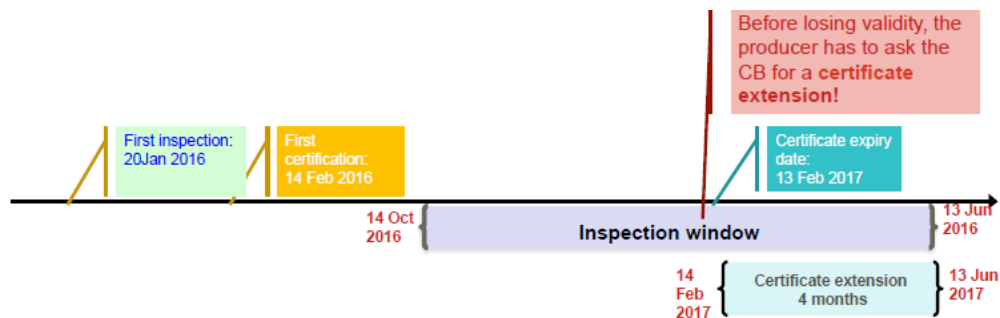 Before losing validity, the
producer has to ask the
CB for a certificate
extension!
First inspection:
20Jan 2016
First
certification:
14 Feb 2016
Certificate expiry
date:
13 Feb 2017
14 Oct
2016
Inspection window
13 Jun
2016
14
Feb
2017
Certificate extension
4 months
13 Jun
2017